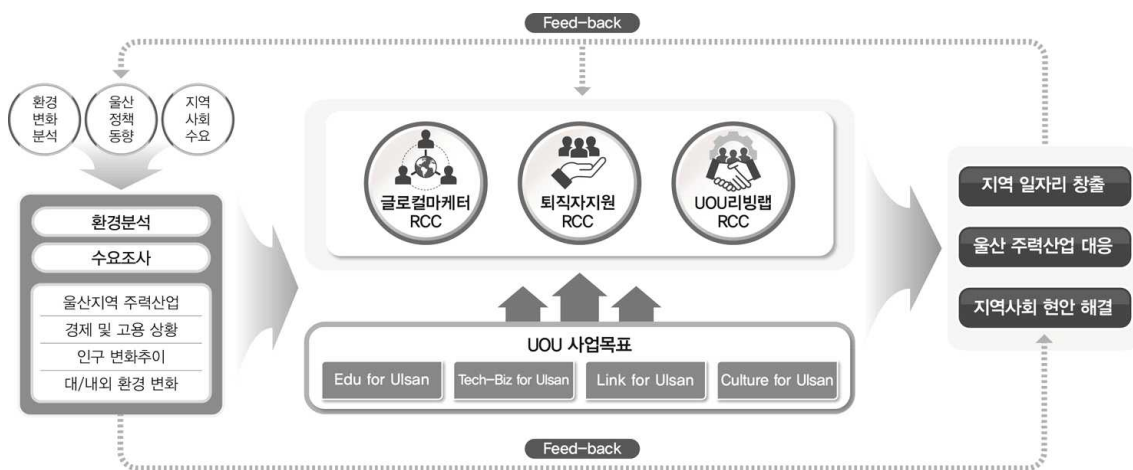 Feed-back
환경
변화
분석
울산
정책
동향
지역
사회
수요
환경분석
수요조사
울산지역 주력산업
경제 및 고용 상황
인구 변화추이
대/내외 환경 변화
글로컬마케터
RCC
퇴직자지원
RCC
UOU리빙랩
RCC
UOU 사업목표
Edu for Ulsan
Tech-Biz for Ulsan
Link for Ulsan
Culture for Ulsan
지역 일자리 창출
울산 주력산업 대응
지역사회 현안 해결
Feed-back